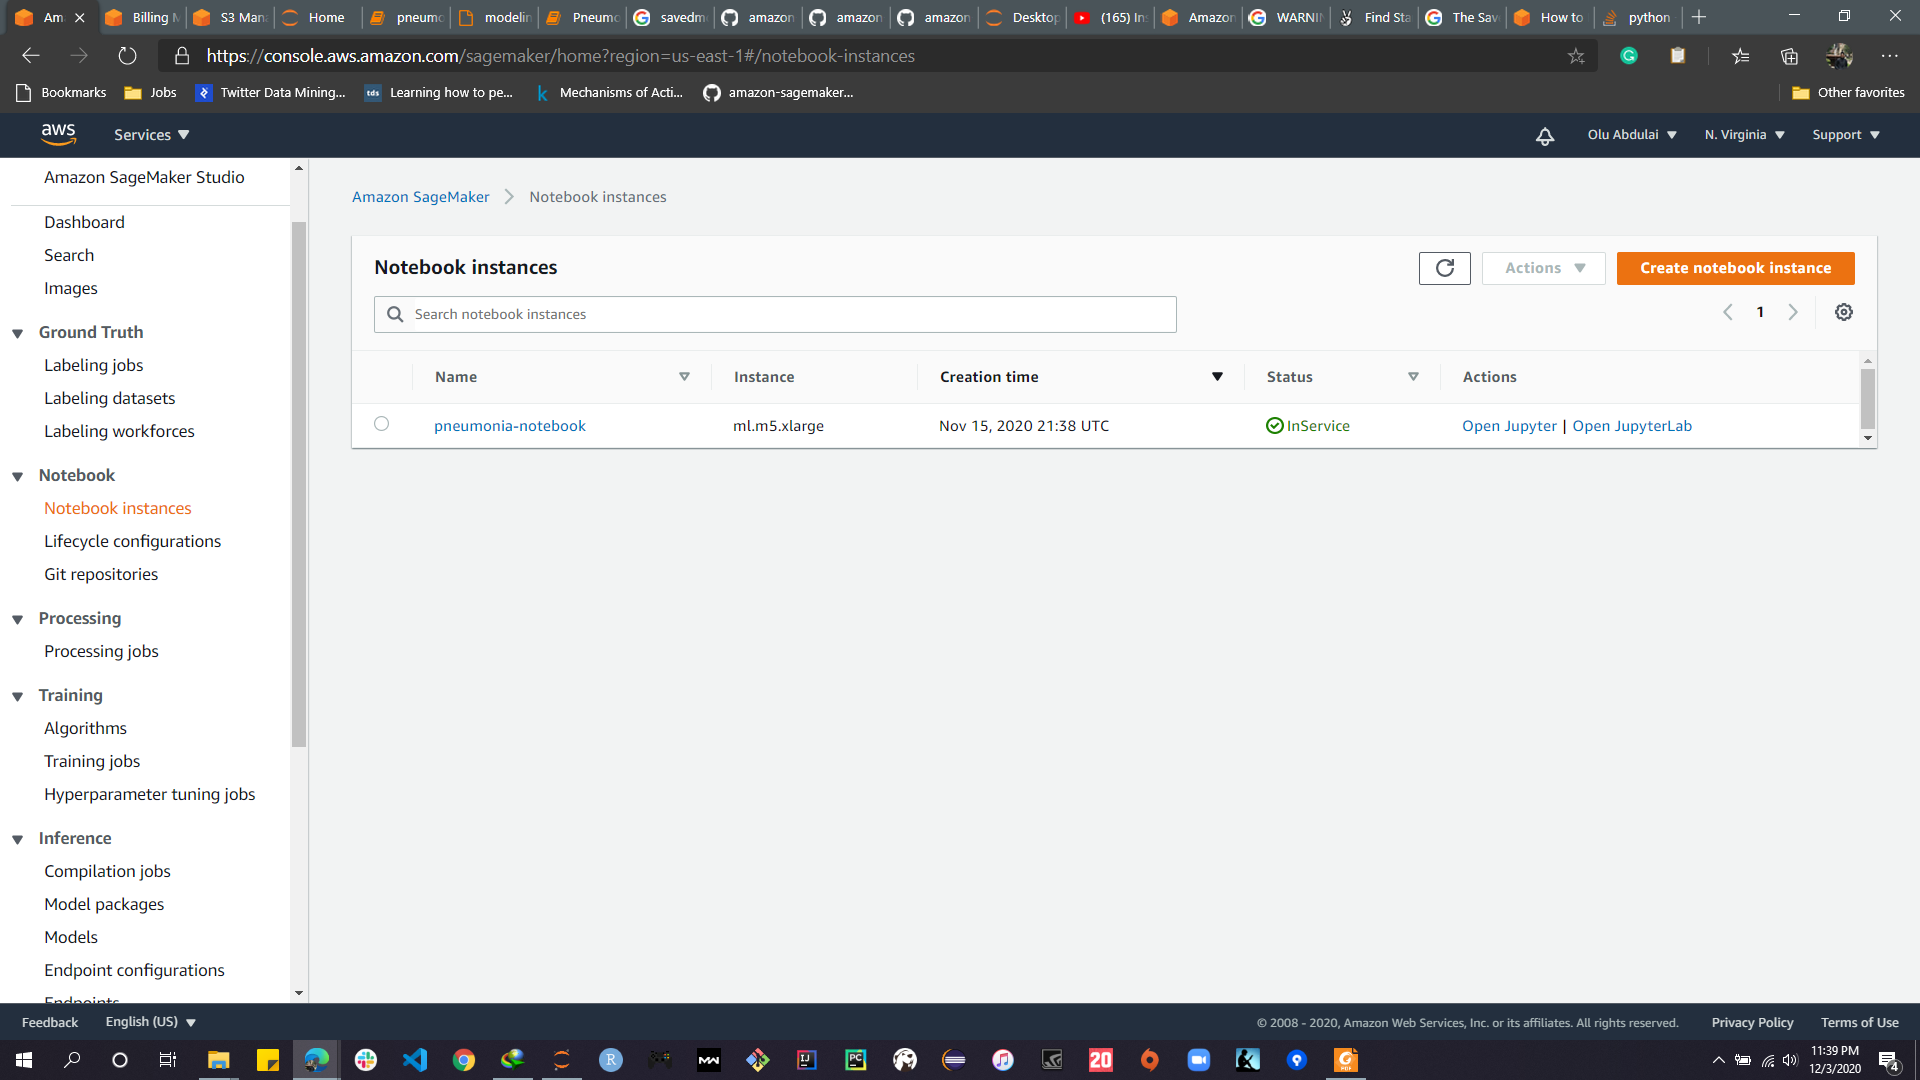 Am
Billing M
S3 Man
Home
pneumo
modelin
Pneumo
savedm
amazon
amazon
amazon
Desktop
(165) In
Amazon
WARNIN
Find Sta
The Sav
How to
python
https://console.aws.amazon.com/sagemaker/home?region=us-east-1#/notebook-instances
Bookmarks
Jobs
Twitter Data Mining...
tds
Learning how to pe...
k
Mechanisms of Acti...
amazon-sagemaker...
Other favorites
aws
Services
Olu Abdulai
N. Virginia
Support
Amazon SageMaker Studio
Dashboard
Search
Images
Ground Truth
Labeling jobs
Labeling datasets
Labeling workforces
Notebook
Notebook instances
Lifecycle configurations
Git repositories
Processing
Processing jobs
Training
Algorithms
Training jobs
Hyperparameter tuning jobs
Inference
Compilation jobs
Model packages
Models
Endpoint configurations
Endpoints
Amazon SageMaker > Notebook instances
Notebook instances
Actions
Create notebook instance
Search notebook instances
1
Name Instance Creation time Status Actions
pneumonia-notebook ml.m5.xlarge Nov 15, 2020 21:38 UTC InService Open Jupyter | Open JupyterLab
Feedback
English (US)
© 2008 - 2020, Amazon Web Services, Inc. or its affiliates. All rights reserved.
Privacy Policy
Terms of Use
R
MW
IJ
PC
20
11:39 PM
12/3/2020
4